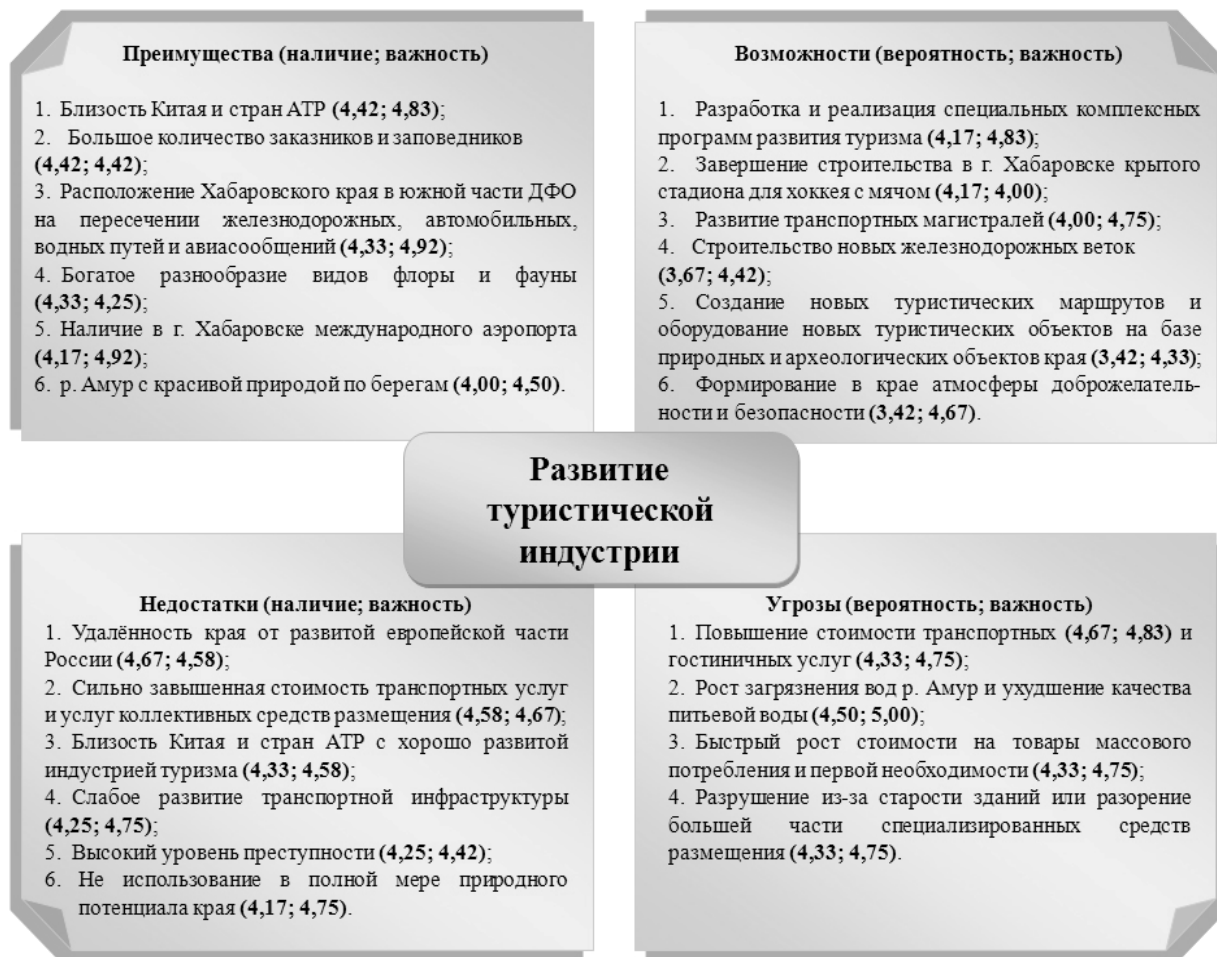 Преимущества (наличие; важность)
1. Близость Китая и стран АТР (4,42; 4,83);
2. Большое количество заказников и заповедников
(4,42; 4,42);
3. Расположение Хабаровского края в южной части ДФО
на пересечении железнодорожных, автомобильных,
водных путей и авиасообщений (4,33; 4,92);
4. Богатое разнообразие видов флоры и фауны
(4,33; 4,25);
5. Наличие в г. Хабаровске международного аэропорта
(4,17; 4,92);
6. р. Амур с красивой природой по берегам (4,00; 4,50).
Возможности (вероятность; важность)
1. Разработка и реализация специальных комплексных
программ развития туризма (4,17; 4,83);
2. Завершение строительства в г. Хабаровске крытого
стадиона для хоккея с мячом (4,17; 4,00);
3. Развитие транспортных магистралей (4,00; 4,75);
4. Строительство новых железнодорожных веток
(3,67; 4,42);
5. Создание новых туристических маршрутов и
оборудование новых туристических объектов на базе
природных и археологических объектов края (3,42; 4,33);
6. Формирование в крае атмосферы доброжелатель-
ности и безопасности (3,42; 4,67).
Развитие
туристической
индустрии
Недостатки (наличие; важность)
1. Удалённость края от развитой европейской части
России (4,67; 4,58);
2. Сильно завышенная стоимость транспортных услуг
и услуг коллективных средств размещения (4,58; 4,67);
3. Близость Китая и стран АТР с хорошо развитой
индустрией туризма (4,33; 4,58);
4. Слабое развитие транспортной инфраструктуры
(4,25; 4,75);
5. Высокий уровень преступности (4,25; 4,42);
6. Не использование в полной мере природного
потенциала края (4,17; 4,75).
Угрозы (вероятность; важность)
1. Повышение стоимости транспортных (4,67; 4,83) и
гостиничных услуг (4,33; 4,75);
2. Рост загрязнения вод р. Амур и ухудшение качества
питьевой воды (4,50; 5,00);
3. Быстрый рост стоимости на товары массового
потребления и первой необходимости (4,33; 4,75);
4. Разрушение из-за старости зданий или разорение
большей части специализированных средств
размещения (4,33; 4,75).